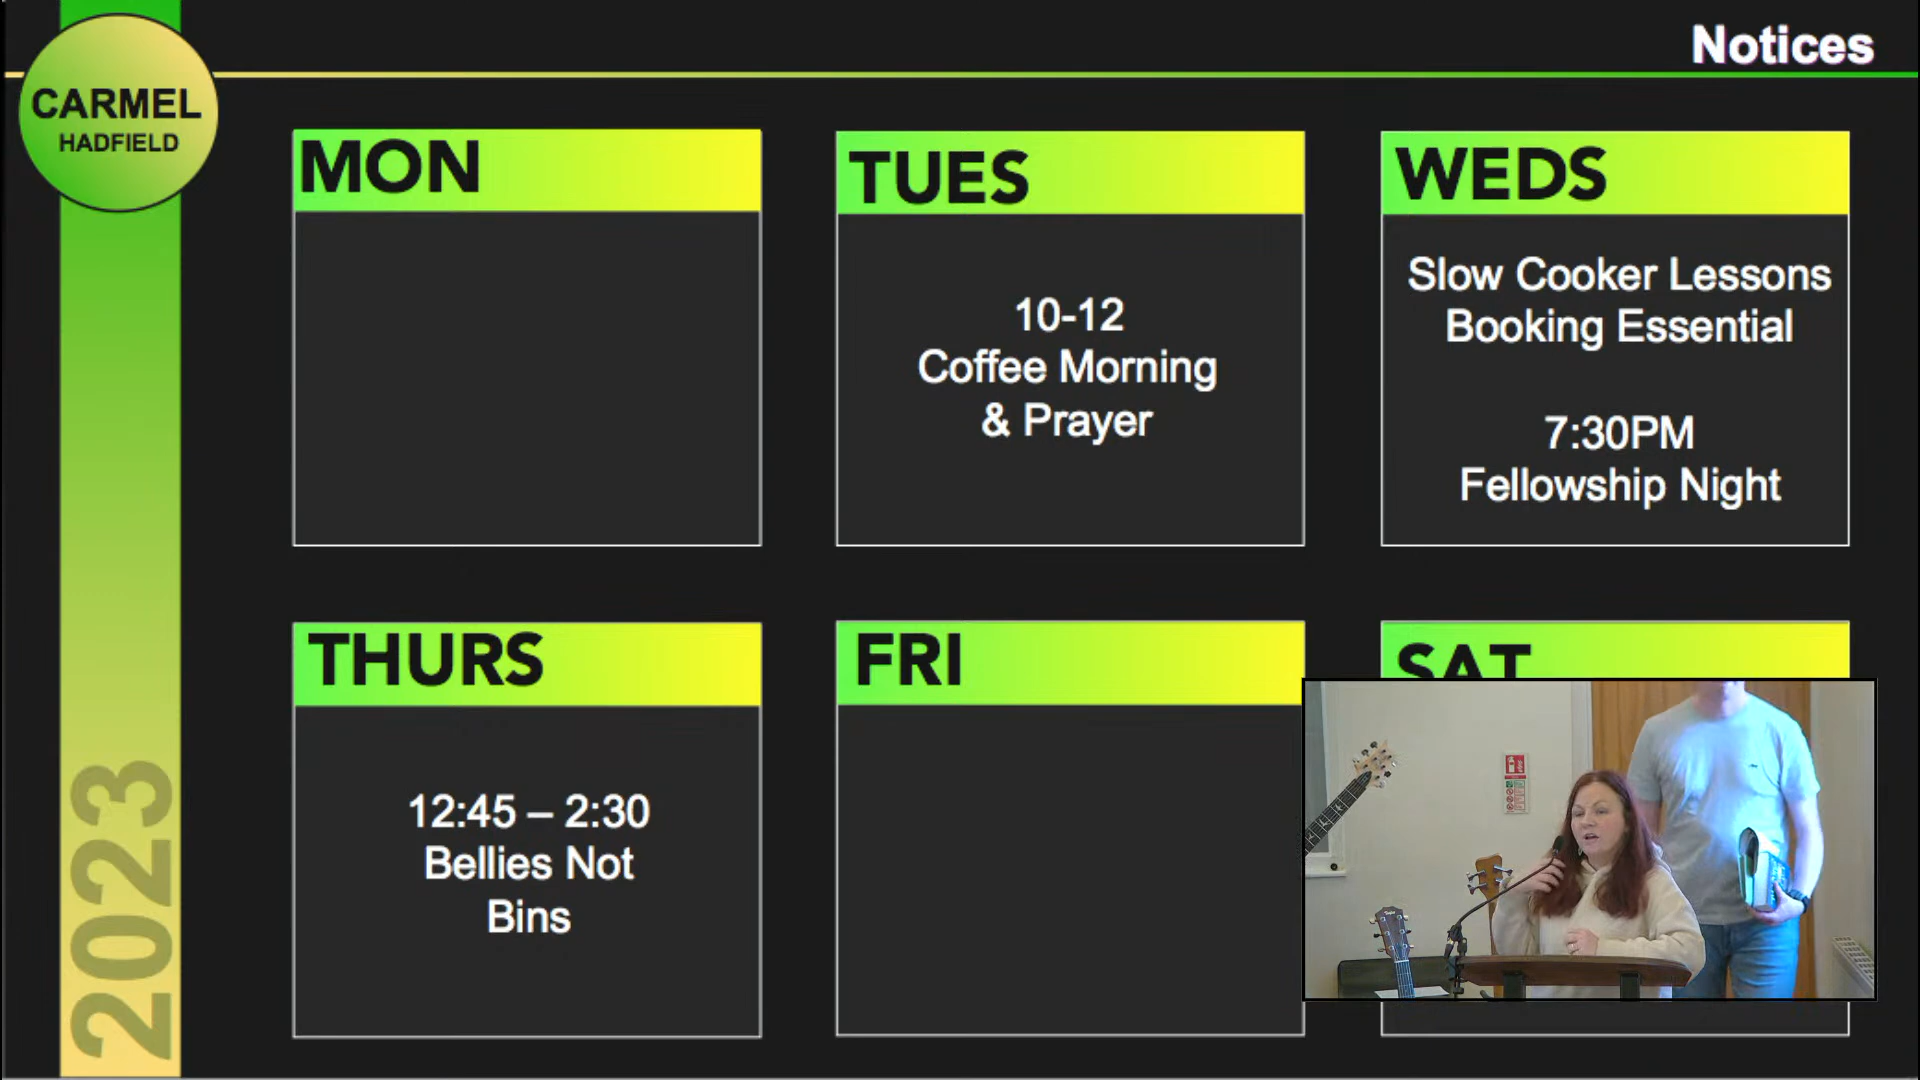 Notices
CARMEL
HADFIELD
MON
TUES
10-12
Coffee Morning
& Prayer
WEDS
Slow Cooker Lessons
Booking Essential
7:30PM
Fellowship Night
THURS
12:45 – 2:30
Bellies Not
Bins
FRI
SAT
2023